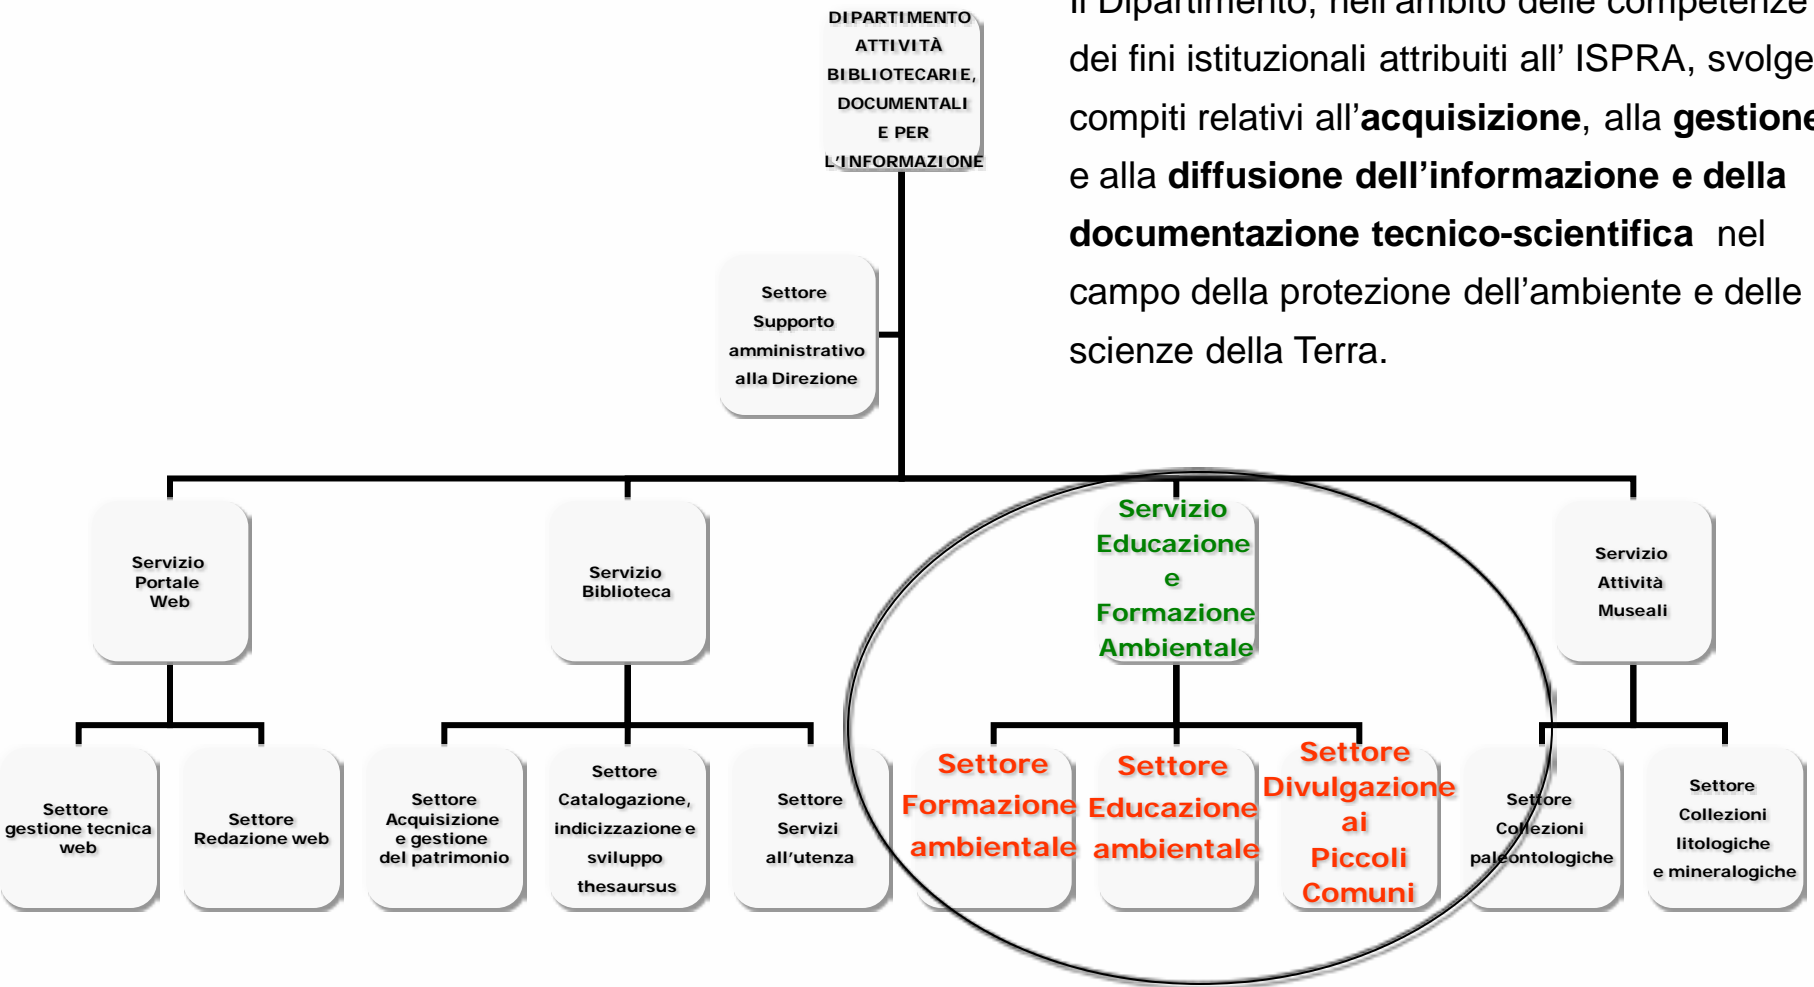 DIPARTIMENTO
ATTIVITÀ
BIBLIOTECARIE,
DOCUMENTALI
E PER
L'INFORMAZIONE
Il Dipartimento, nell'ambito delle competenze
dei fini istituzionali attribuiti all' ISPRA, svolge
compiti relativi all'acquisizione, alla gestione
e alla diffusione dell'informazione e della
documentazione tecnico-scientifica nel
campo della protezione dell'ambiente e delle
scienze della Terra.
Settore
Supporto
amministrativo
alla Direzione
Servizio
Portale
Web
Servizio
Biblioteca
Servizio
Educazione
e
Formazione
Ambientale
Servizio
Attività
Museali
Settore
gestione tecnica
web
Settore
Redazione web
Settore
Acquisizione
e gestione
del patrimonio
Settore
Catalogazione,
indicizzazione e
sviluppo
thesaursus
Settore
Servizi
all'utenza
Settore
Formazione
ambientale
Settore
Educazione
ambientale
Settore
Divulgazione
ai
Piccoli
Comuni
Settore
Collezioni
paleontologiche
Settore
Collezioni
litologiche
e mineralogiche